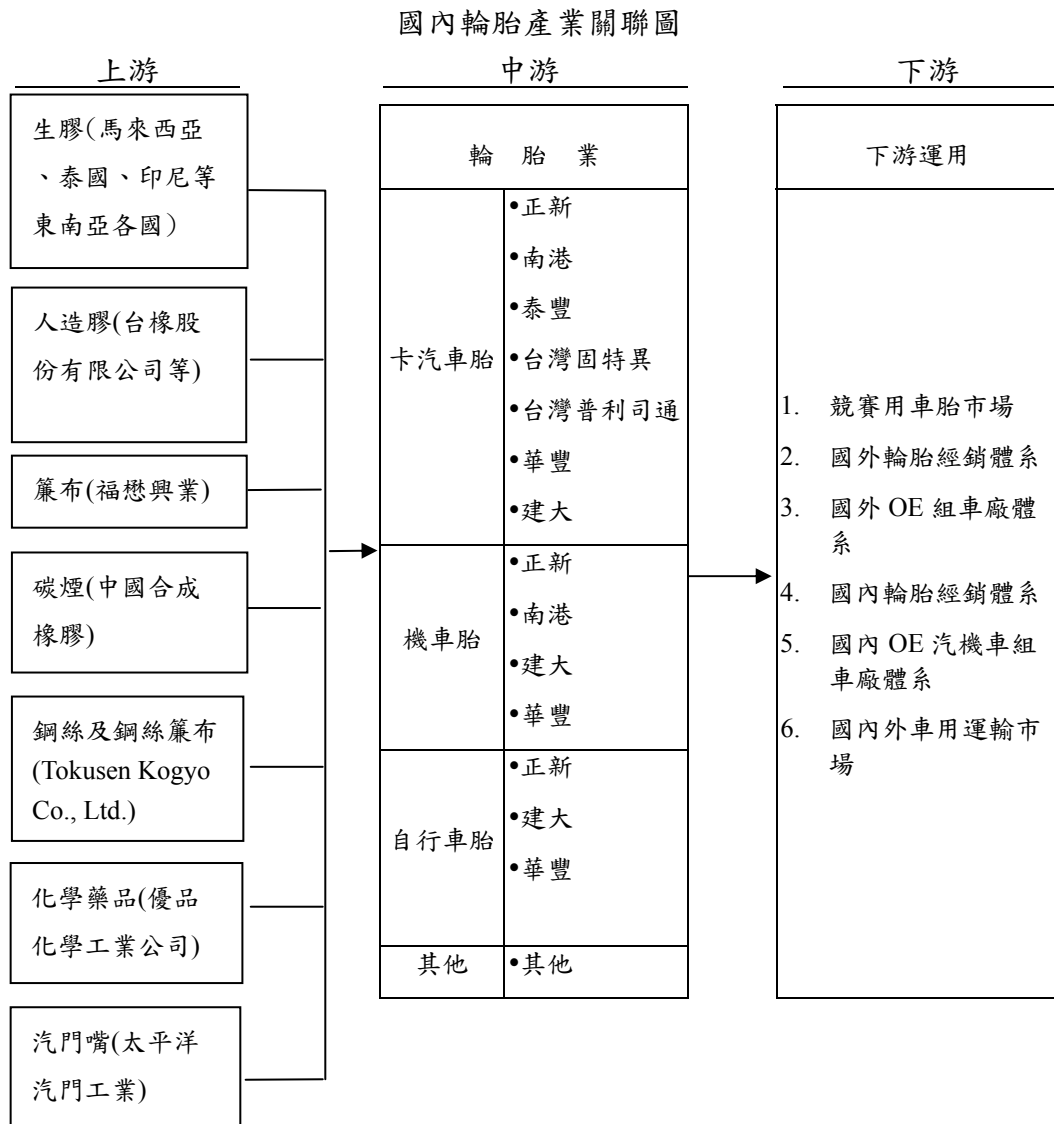 國內輪胎產業關聯圖
上游
中游
下游
生膠(馬來西亞
、泰國、印尼等
東南亞各國)
人造膠(台橡股
份有限公司等)
簾布(福懋興業)
碳煙(中國合成
橡膠)
鋼絲及鋼絲簾布
(Tokusen Kogyo
Co., Ltd.)
化學藥品(優品
化學工業公司)
汽門嘴(太平洋
汽門工業)
輪胎業
卡汽車胎
•正新
•南港
•泰豐
•台灣固特異
•台灣普利司通
•華豐
•建大
機車胎
•正新
•南港
•建大
•華豐
自行車胎
•正新
•建大
•華豐
其他
•其他
下游運用
1. 競賽用車胎市場
2. 國外輪胎經銷體系
3. 國外 OE 組車廠體
系
4. 國內輪胎經銷體系
5. 國內 OE 汽機車組
車廠體系
6. 國內外車用運輸市
場